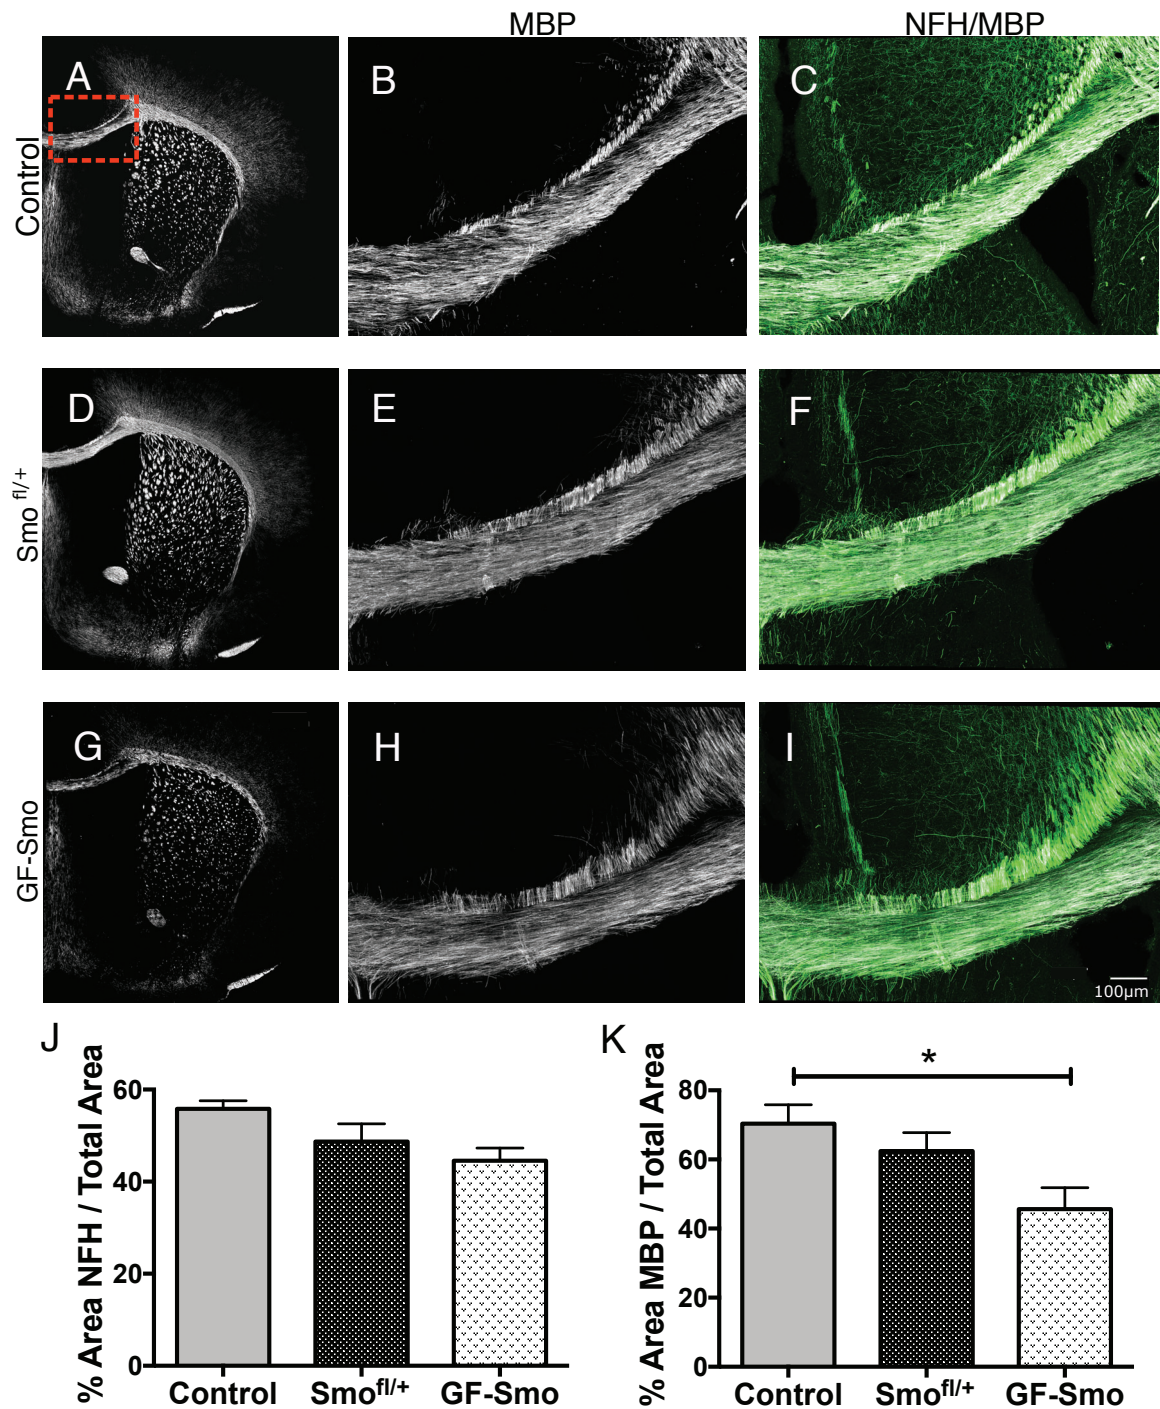 MBP
NFH/MBP
Control
A
B
C
Smo fl/+
D
E
F
GF-Smo
G
H
I
100μm
J
% Area NFH / Total Area
60
40
20
0
Control
Smofl/+
GF-Smo
K
% Area MBP / Total Area
*
80
60
40
20
0
Control
Smofl/+
GF-Smo